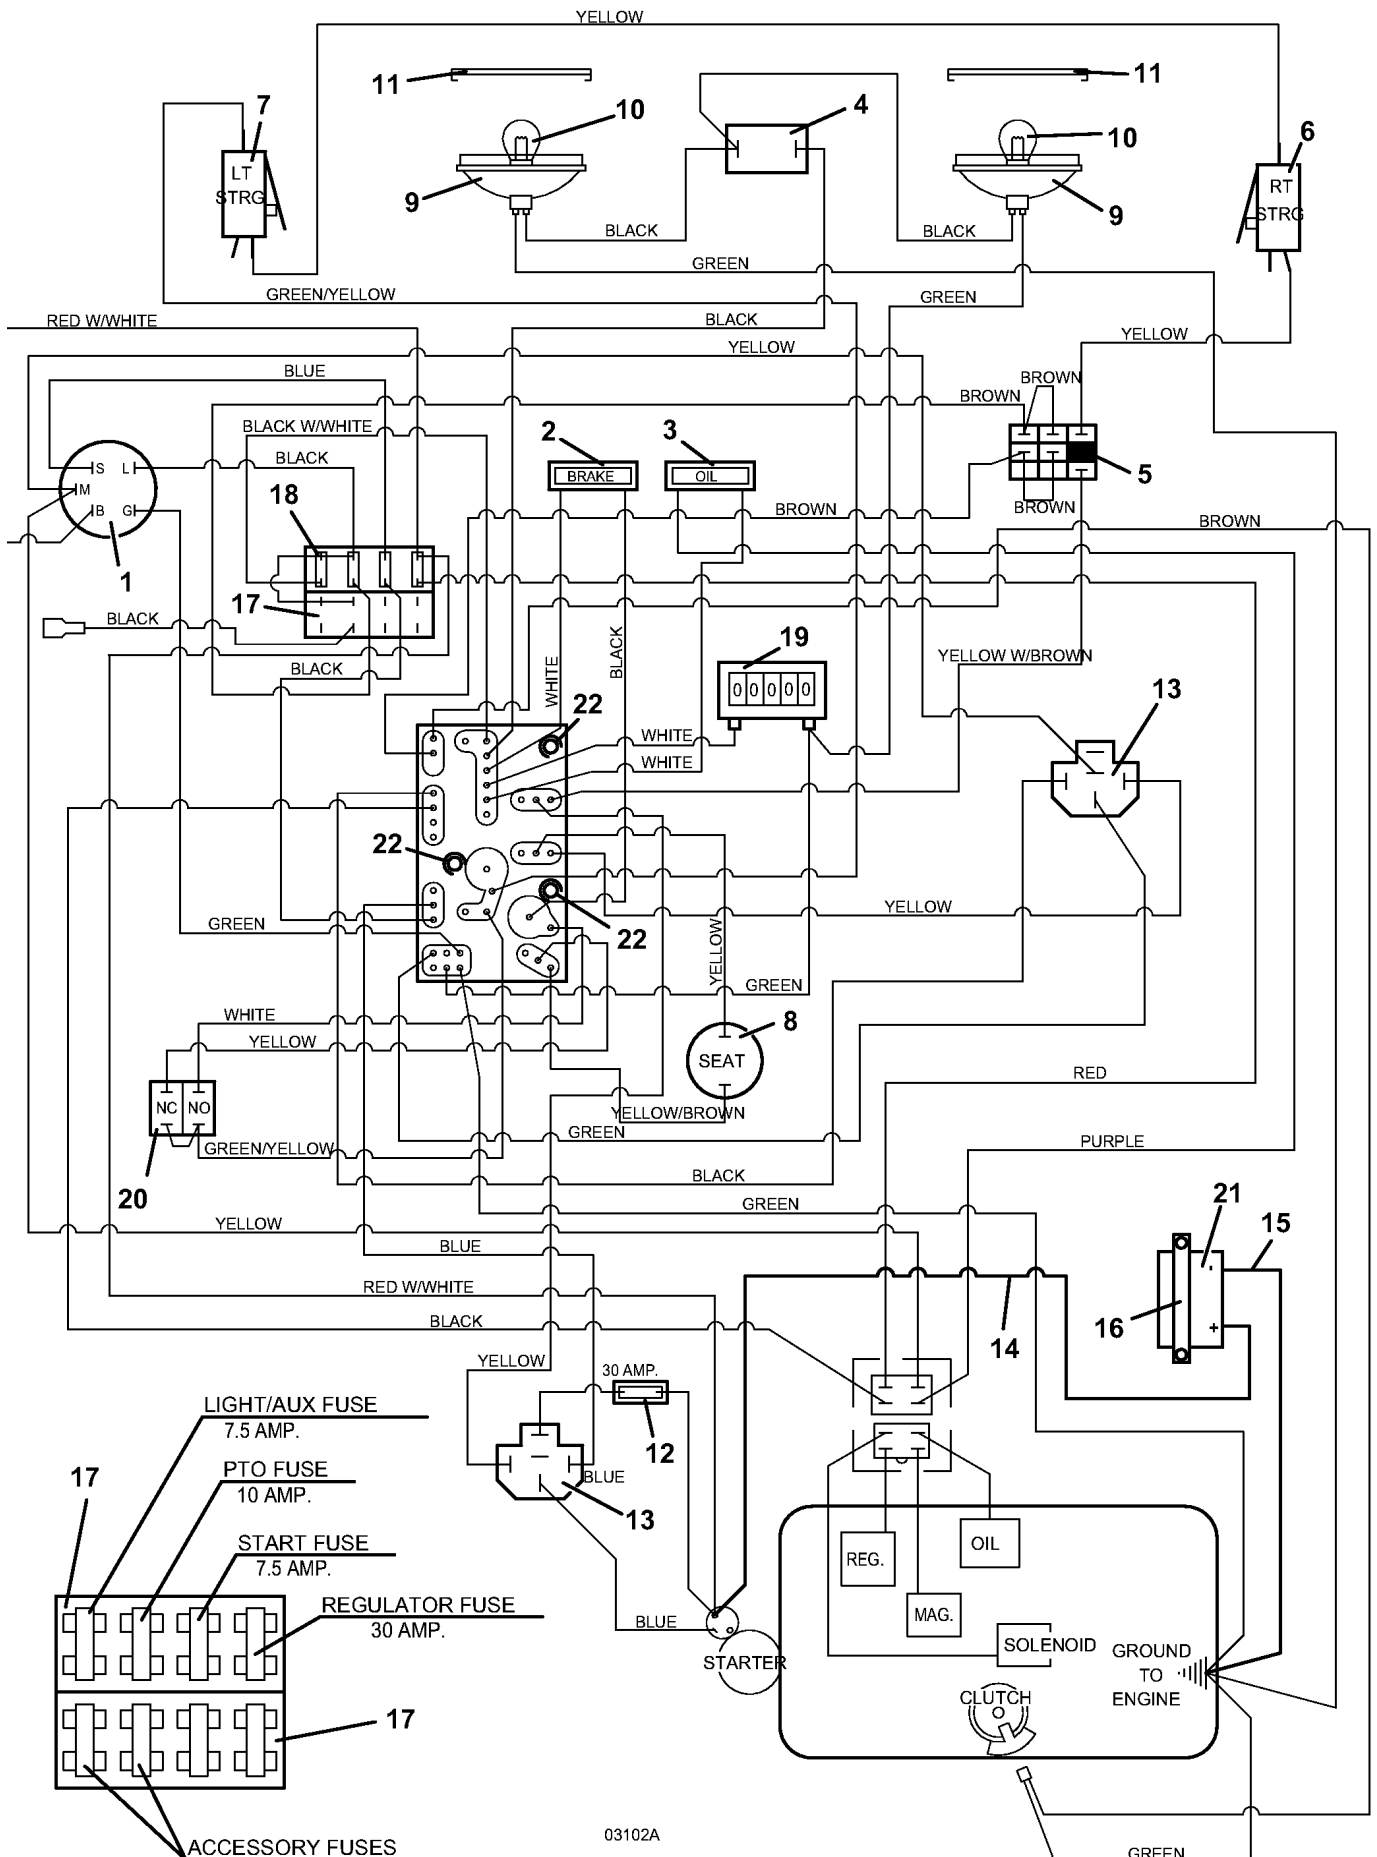 YELLOW
11
11
7
10
4
10
6
LT
STRG
RT
STRG
9
9
BLACK
BLACK
GREEN
GREEN/YELLOW
GREEN
RED W/WHITE
BLACK
YELLOW
YELLOW
BLUE
BROWN
BROWN
BLACK W/WHITE
2
3
BLACK
S L
BRAKE
OIL
5
M
18
B G
BROWN
BROWN
BROWN
1
17
BLACK
19
BLACK
WHITE
BLACK
YELLOW W/BROWN
00000
13
22
WHITE
WHITE
22
YELLOW
GREEN
22
YELLOW
GREEN
WHITE
8
YELLOW
SEAT
RED
NC NO
YELLOW/BROWN
GREEN
GREEN/YELLOW
PURPLE
20
BLACK
GREEN
21
15
YELLOW
BLUE
-
RED W/WHITE
BLACK
14
16
+
YELLOW
30 AMP.
LIGHT/AUX FUSE
7.5 AMP.
12
17
PTO FUSE
10 AMP.
BLUE
13
START FUSE
7.5 AMP.
REG.
OIL
REGULATOR FUSE
30 AMP.
MAG.
BLUE
SOLENOID
STARTER
GROUND
TO
ENGINE
CLUTCH
17
03102A
ACCESSORY FUSES
GREEN